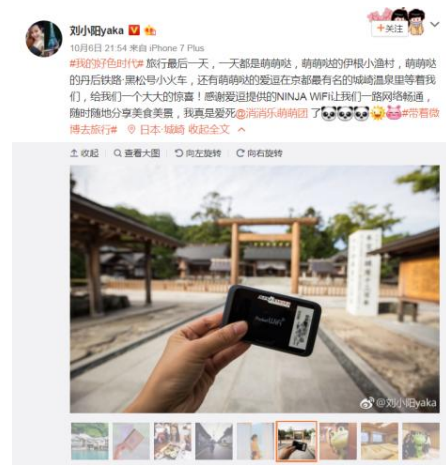 刘小阳yaka
+关注
10月6日 21:54 来自 iPhone 7 Plus
#我的好色时代# 旅行最后一天，一天都是萌萌哒，萌萌哒的伊根小渔村，萌萌哒
的丹后铁路·黑松号小火车，还有萌萌哒的爱逗在京都最有名的城崎温泉里等着我
们，给我们一个大大的惊喜！感谢爱逗提供的NINJA WiFi让我们一路网络畅通，
随时随地分享美食美景，我真是爱死@消消乐萌萌团 了#带着微
博去旅行# 日本·城崎 收起全文
收起 查看大图 向左旋转 向右旋转
@刘小阳yaka